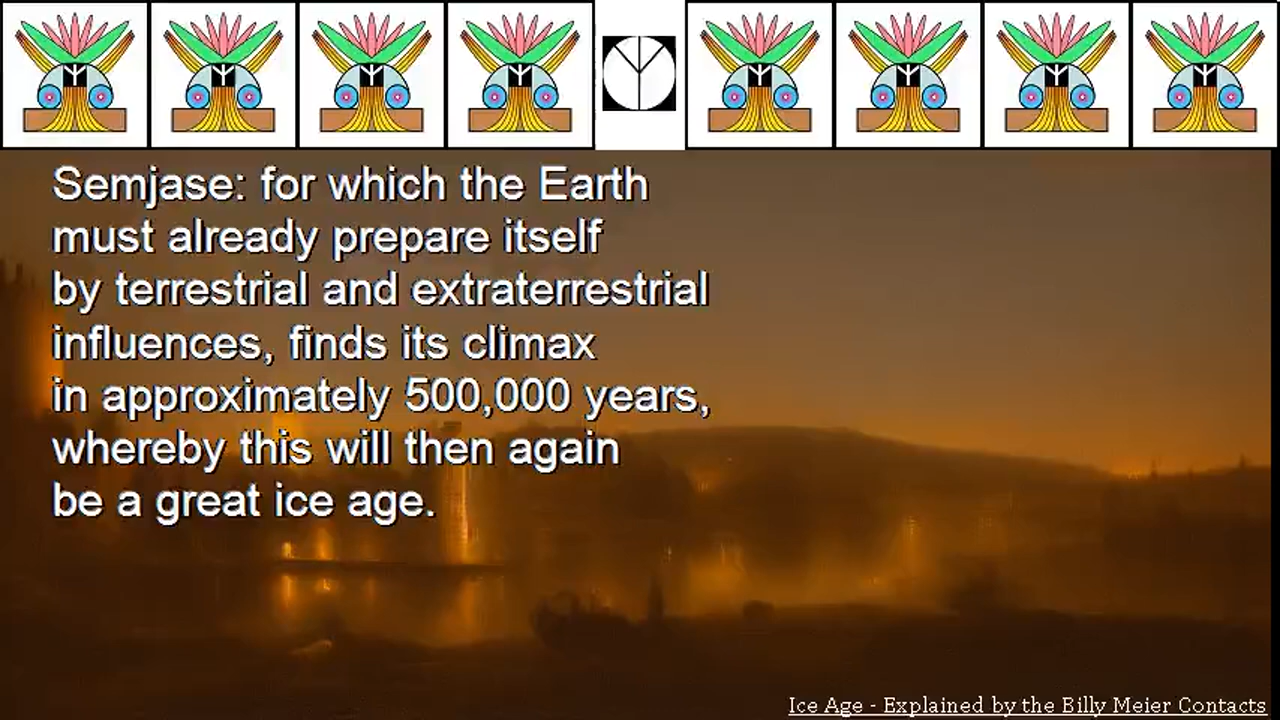 Semjase: for which the Earth
must already prepare itself
by terrestrial and extraterrestrial
influences, finds its climax
in approximately 500,000 years,
whereby this will then again
be a great ice age.
Ice Age - Explained by the Billy Meier Contacts